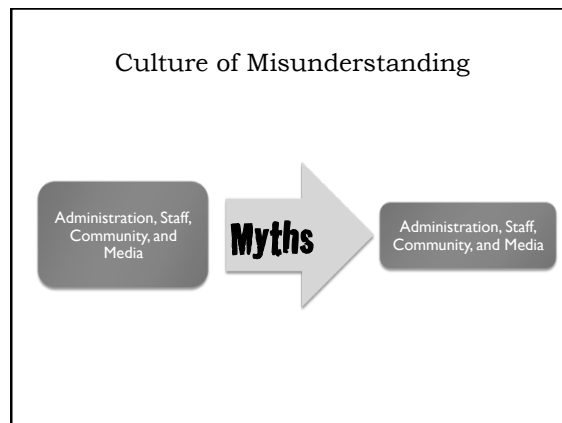 Culture of Misunderstanding
Administration, Staff,
Community, and
Media
Myths
Administration, Staff,
Community, and Media